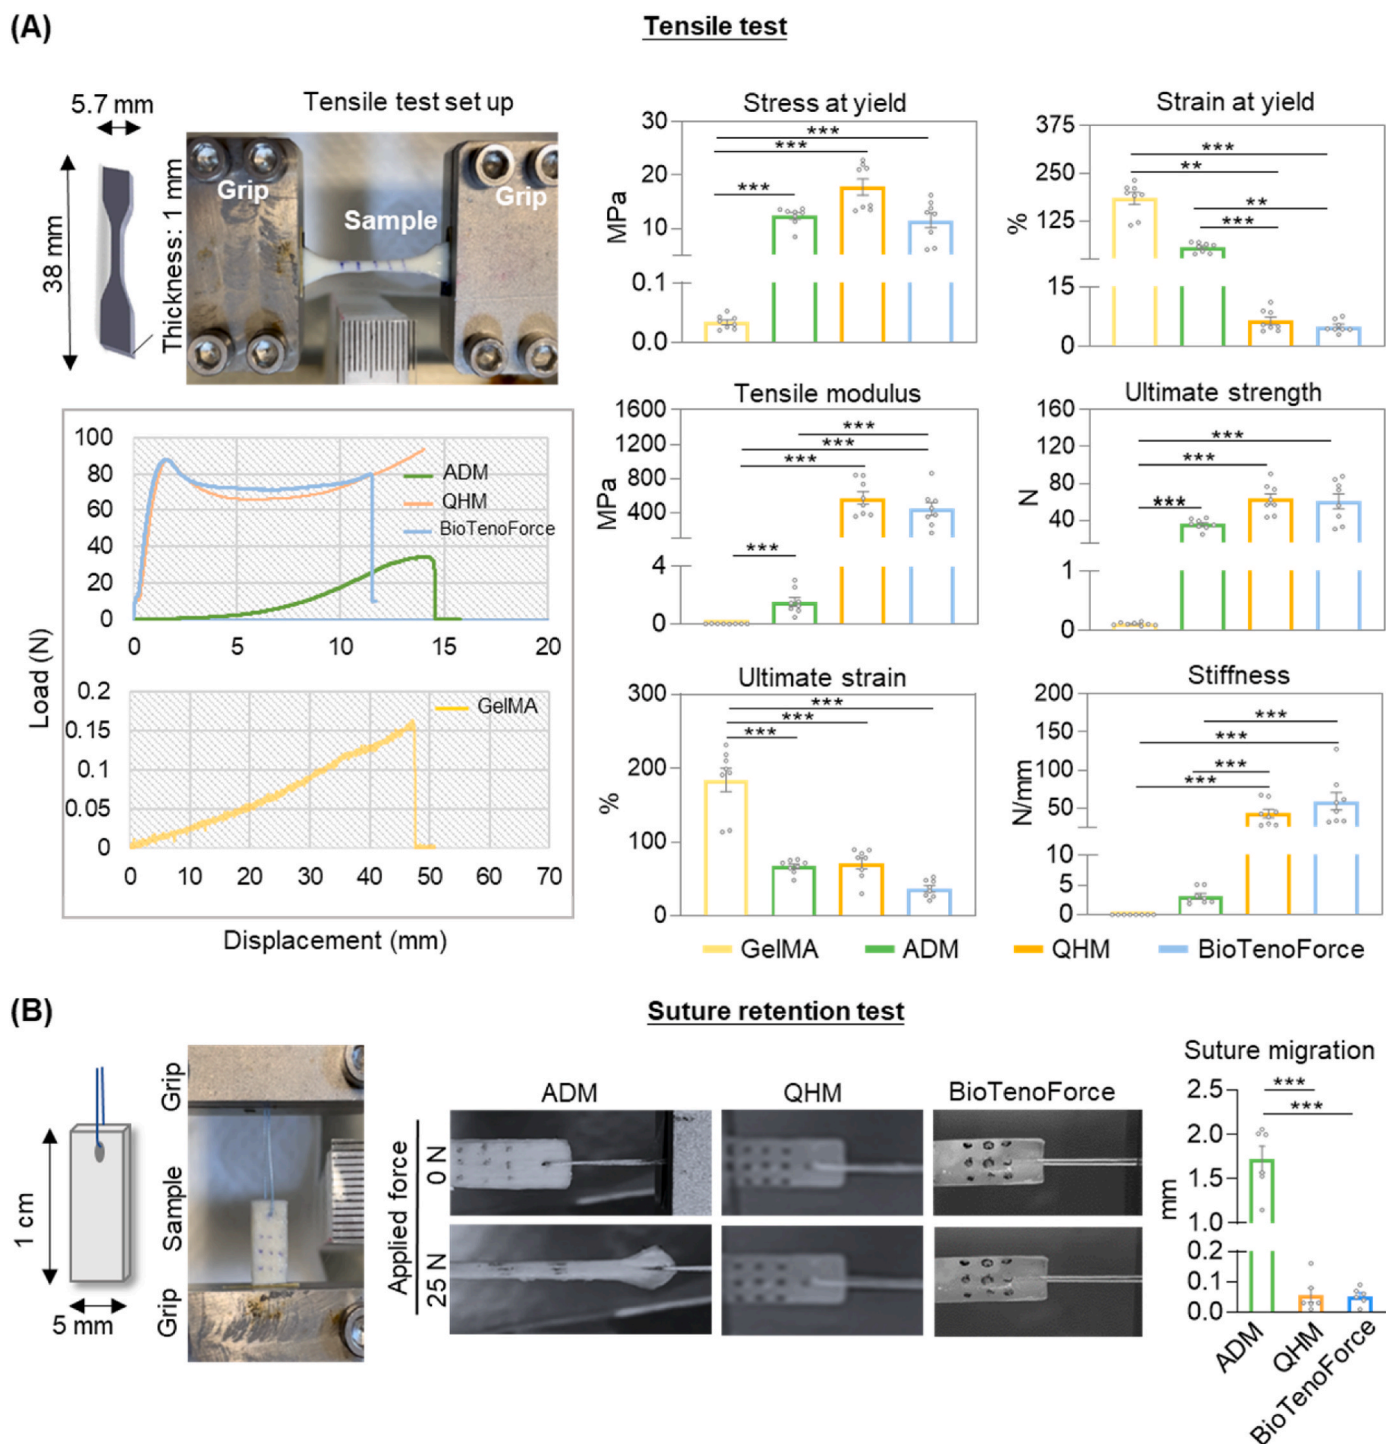 (A)
Tensile test
5.7 mm
Tensile test set up
38 mm
Thickness: 1 mm
Grip
Sample
Grip
Stress at yield
MPa
30
20
10
0.1
0.0
***
***
***
Strain at yield
%
375
250
125
15
0
***
**
**
***
Load (N)
100
80
60
40
20
0
0
5
10
15
20
ADM
QHM
BioTenoForce
0.2
0.15
0.1
0.05
0
0
10
20
30
40
50
60
70
GelMA
Displacement (mm)
Tensile modulus
MPa
1600
1200
800
400
4
0
***
***
***
***
Ultimate strength
N
160
120
80
40
1
0
***
***
***
Ultimate strain
%
300
200
100
0
***
***
***
Stiffness
N/mm
200
150
100
50
10
5
0
***
***
***
***
GelMA
ADM
QHM
BioTenoForce
(B)
Suture retention test
1 cm
5 mm
Grip
Sample
Grip
Applied force
0 N
25 N
ADM
QHM
BioTenoForce
Suture migration
mm
2.5
2.0
1.5
1.0
0.2
0.1
0.0
***
***
ADM
QHM
BioTenoForce